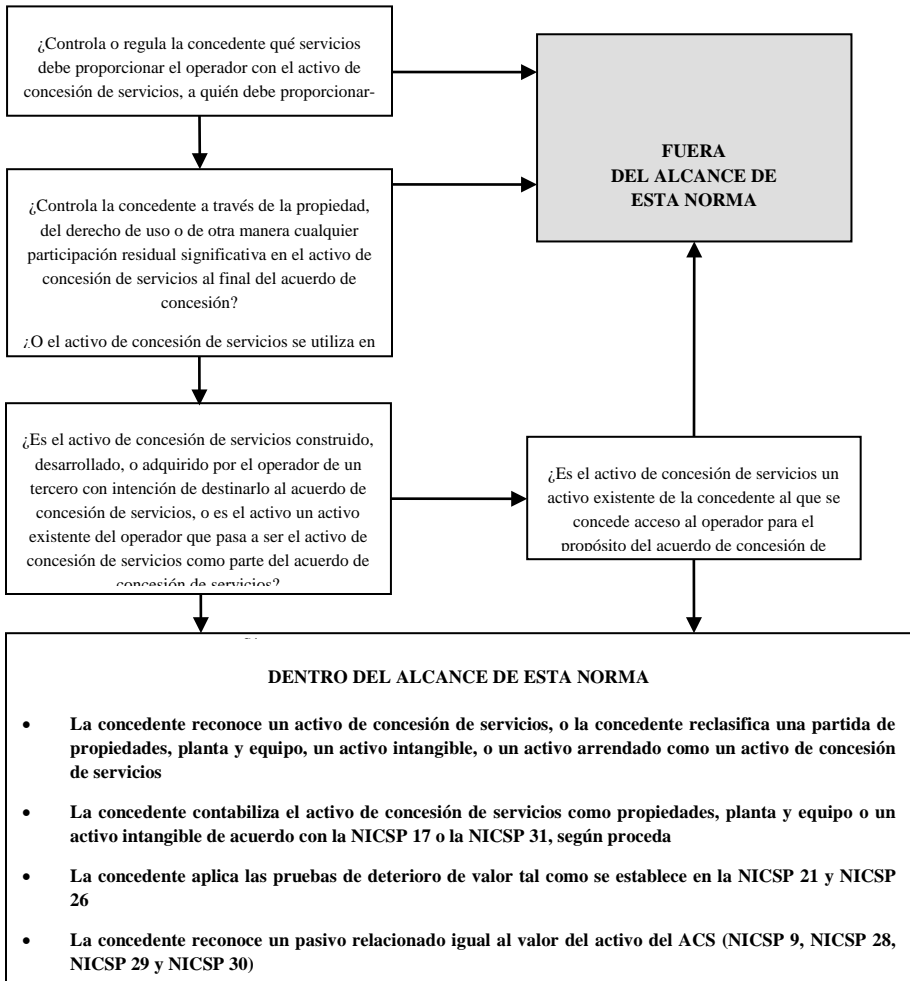 ¿Controla o regula la concedente qué servicios
debe proporcionar el operador con el activo de
concesión de servicios, a quién debe proporcionar-
FUERA
DEL ALCANCE DE
ESTA NORMA
¿Controla la concedente a través de la propiedad,
del derecho de uso o de otra manera cualquier
participación residual significativa en el activo de
concesión de servicios al final del acuerdo de
concesión?
¿O el activo de concesión de servicios se utiliza en
¿Es el activo de concesión de servicios construido,
desarrollado, o adquirido por el operador de un
tercero con intención de destinarlo al acuerdo de
concesión de servicios, o es el activo un activo
existente del operador que pasa a ser el activo de
concesión de servicios como parte del acuerdo de
concesión de servicios?
¿Es el activo de concesión de servicios un
activo existente de la concedente al que se
concede acceso al operador para el
propósito del acuerdo de concesión de
DENTRO DEL ALCANCE DE ESTA NORMA
• La concedente reconoce un activo de concesión de servicios, o la concedente reclasifica una partida de
propiedades, planta y equipo, un activo intangible, o un activo arrendado como un activo de concesión
de servicios
• La concedente contabiliza el activo de concesión de servicios como propiedades, planta y equipo o un
activo intangible de acuerdo con la NICSP 17 o la NICSP 31, según proceda
• La concedente aplica las pruebas de deterioro de valor tal como se establece en la NICSP 21 y NICSP
26
• La concedente reconoce un pasivo relacionado igual al valor del activo del ACS (NICSP 9, NICSP 28,
NICSP 29 y NICSP 30)